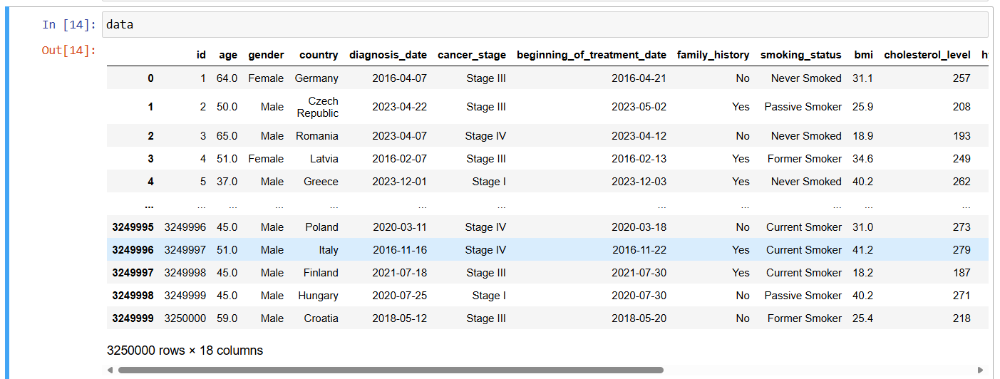 In [14]: data
Out[14]:
id age gender country diagnosis_date cancer_stage beginning_of_treatment_date family_history smoking_status bmi cholesterol_level
0 1 64.0 Female Germany 2016-04-07 Stage III 2016-04-21 No Never Smoked 31.1 257
1 2 50.0 Male Czech Republic 2023-04-22 Stage III 2023-05-02 Yes Passive Smoker 25.9 208
2 3 65.0 Male Romania 2023-04-07 Stage IV 2023-04-12 No Never Smoked 18.9 193
3 4 51.0 Female Latvia 2016-02-07 Stage III 2016-02-13 Yes Former Smoker 34.6 249
4 5 37.0 Male Greece 2023-12-01 Stage I 2023-12-03 Yes Never Smoked 40.2 262
... ... ... ... ... ... ... ... ... ... ... ...
3249995 3249996 45.0 Male Poland 2020-03-11 Stage IV 2020-03-18 No Current Smoker 31.0 273
3249996 3249997 51.0 Male Italy 2016-11-16 Stage IV 2016-11-22 Yes Current Smoker 41.2 279
3249997 3249998 45.0 Male Finland 2021-07-18 Stage III 2021-07-30 Yes Current Smoker 18.2 187
3249998 3249999 45.0 Male Hungary 2020-07-25 Stage I 2020-07-30 No Passive Smoker 40.2 271
3249999 3250000 59.0 Male Croatia 2018-05-12 Stage III 2018-05-20 No Former Smoker 25.4 218
3250000 rows × 18 columns